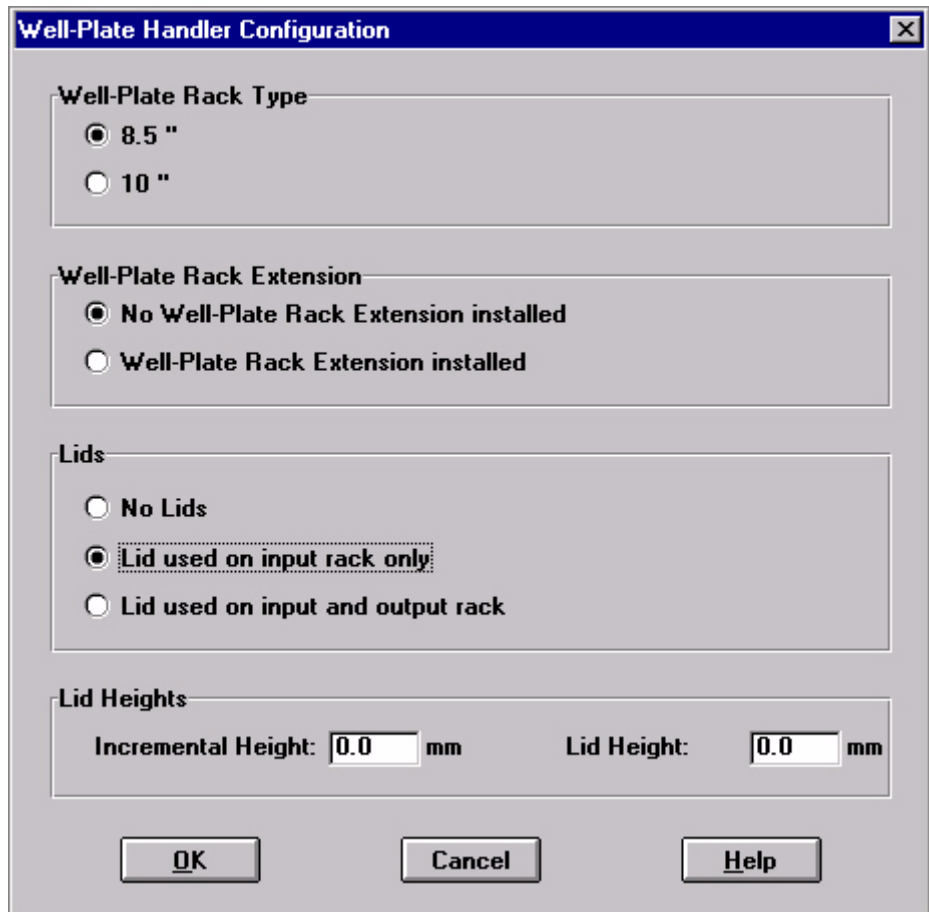 Well-Plate Handler Configuration
Well-Plate Rack Type
8.5 "
10 "
Well-Plate Rack Extension
No Well-Plate Rack Extension installed
Well-Plate Rack Extension installed
Lids
No Lids
Lid used on input rack only
Lid used on input and output rack
Lid Heights
Incremental Height: 0.0 mm Lid Height: 0.0 mm
OK Cancel Help